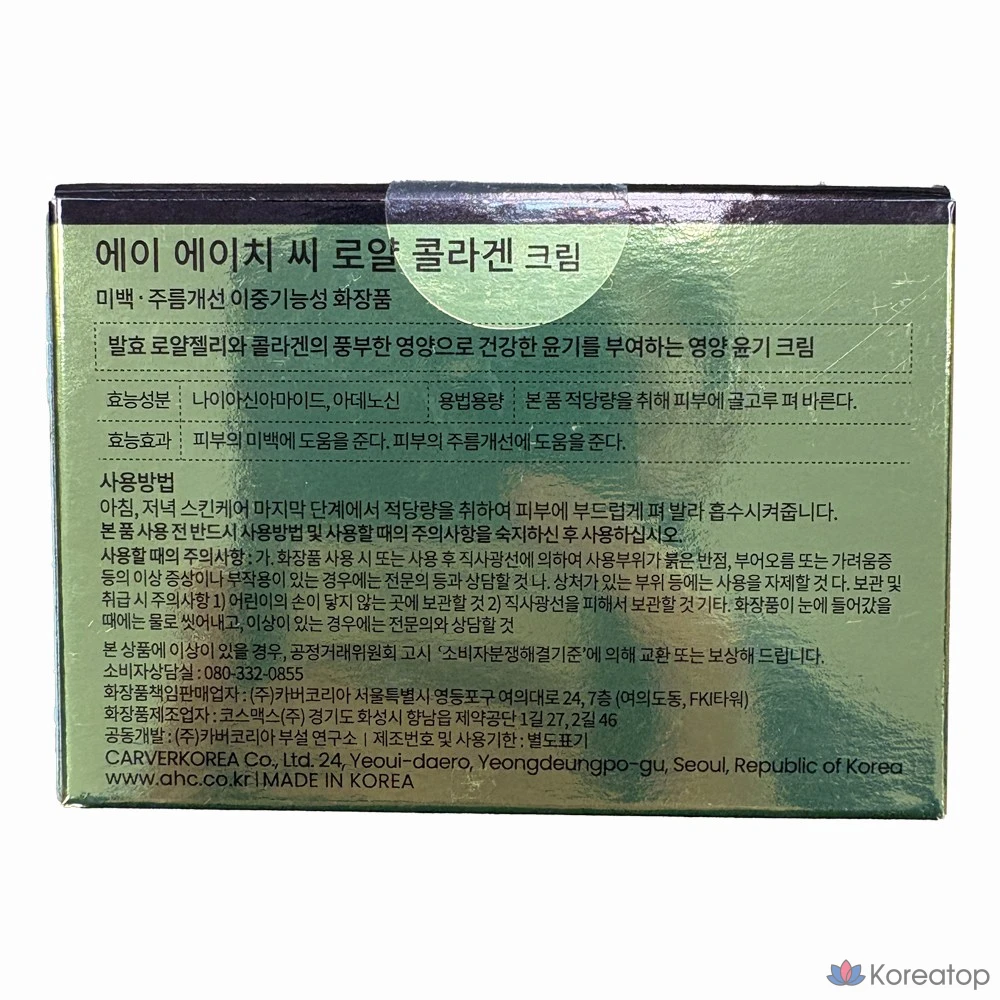 에이 에이치 씨 로얄 콜라겐 크림
미백·주름개선 이중기능성 화장품
발효 로얄젤리와 콜라겐의 풍부한 영양으로 건강한 윤기를 부여하는 영양 윤기 크림
효능성분 나이아신아마이드, 아데노신 용법용량 본 품 적당량을 취해 피부에 골고루 펴 바른다.
효능효과 피부의 미백에 도움을 준다. 피부의 주름개선에 도움을 준다.
사용방법
아침, 저녁 스킨케어 마지막 단계에서 적당량을 취하여 피부에 부드럽게 펴 발라 흡수시켜줍니다.
본 품 사용 전 반드시 사용방법 및 사용할 때의 주의사항을 숙지하신 후 사용하십시오.
사용할 때의 주의사항 : 가. 화장품 사용 시 또는 사용 후 직사광선에 의하여 사용부위가 붉은 반점, 부어오름 또는 가려움증
등의 이상 증상이나 부작용이 있는 경우에는 전문의 등과 상담할 것 나. 상처가 있는 부위 등에는 사용을 자제할 것 다. 보관 및
취급 시 주의사항 1) 어린이의 손이 닿지 않는 곳에 보관할 것 2) 직사광선을 피해서 보관할 것 기타. 화장품이 눈에 들어갔을
때에는 물로 씻어내고, 이상이 있는 경우에는 전문의와 상담할 것
본 상품에 이상이 있을 경우, 공정거래위원회 고시 '소비자분쟁해결기준'에 의해 교환 또는 보상해 드립니다.
소비자상담실 : 080-332-0855
화장품책임판매업자 : (주)카버코리아 서울특별시 영등포구 여의대로 24, 7층 (여의도동, FKI타워)
화장품제조업자 : 코스맥스(주) 경기도 화성시 향남읍 제약공단 1길 27, 2길 46
공동개발 : (주)카버코리아 부설 연구소 | 제조번호 및 사용기한 : 별도표기
CARVERKOREA Co., Ltd. 24, Yeoui-daero, Yeongdeungpo-gu, Seoul, Republic of Korea
www.ahc.co.kr | MADE IN KOREA
Koreatop